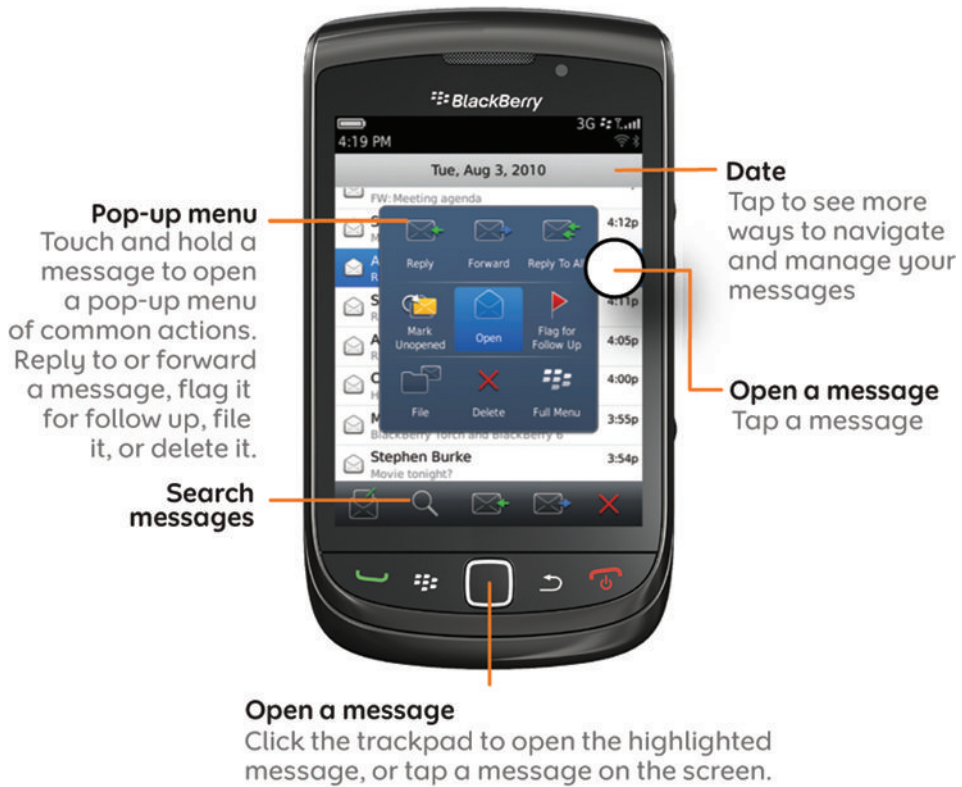 BlackBerry
3G
4:19 PM
Tue, Aug 3, 2010
FW: Meeting agenda
4:12p
Reply
Forward
Reply To All
4:11p
Mark
Unopened
Open
Flag for
Follow Up
4:05p
4:00p
File
Delete
Full Menu
3:55p
BlackBerry Torch and BlackBerry 6
Stephen Burke
3:54p
Movie tonight?
Pop-up menu
Touch and hold a
message to open
a pop-up menu
of common actions.
Reply to or forward
a message, flag it
for follow up, file
it, or delete it.
Search
messages
Date
Tap to see more
ways to navigate
and manage your
messages
Open a message
Tap a message
Open a message
Click the trackpad to open the highlighted
message, or tap a message on the screen.